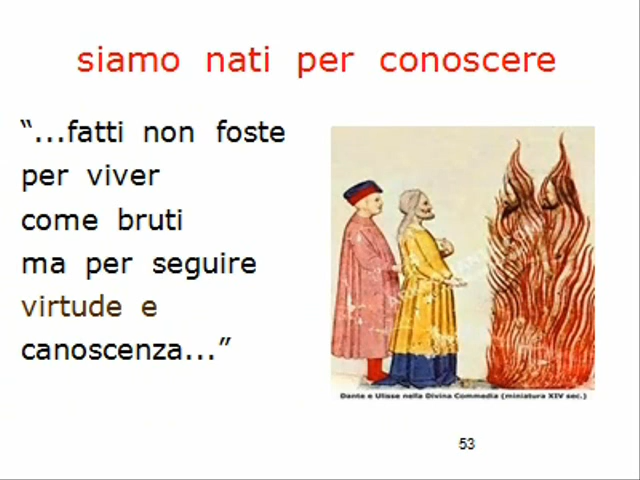 siamo nati per conoscere
“...fatti non foste
per viver
come bruti
ma per seguire
virtude e
canoscenza...”
Dante e Ulisse nella Divina Commedia (miniatura XIV sec.)
53